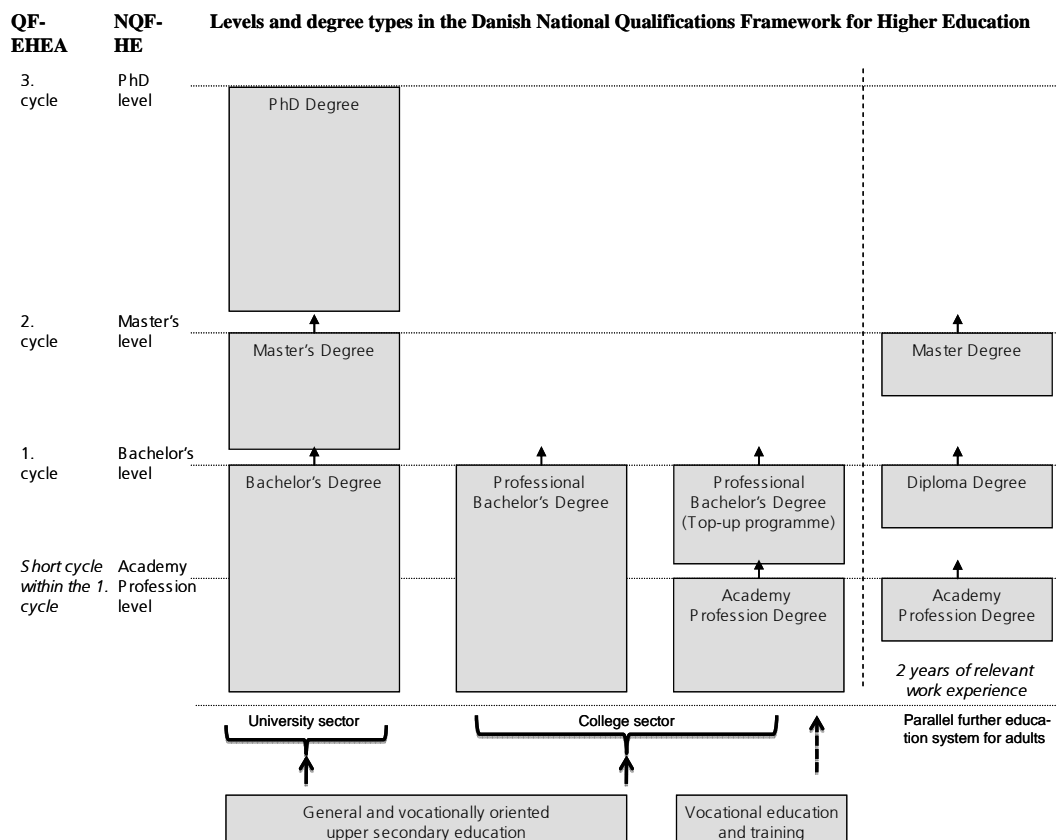 QF-
EHEA
NQF-
HE
Levels and degree types in the Danish National Qualifications Framework for Higher Education
3.
cycle
PhD
level
PhD Degree
2.
cycle
Master's
level
Master's Degree
Master Degree
1.
cycle
Bachelor's
level
Bachelor's Degree
Professional
Bachelor's Degree
Professional
Bachelor's Degree
(Top-up programme)
Diploma Degree
Short cycle
within the 1.
cycle
Academy
Profession
level
Academy
Profession Degree
Academy
Profession Degree
2 years of relevant
work experience
University sector
College sector
Parallel further educa-
tion system for adults
General and vocationally oriented
upper secondary education
Vocational education
and training